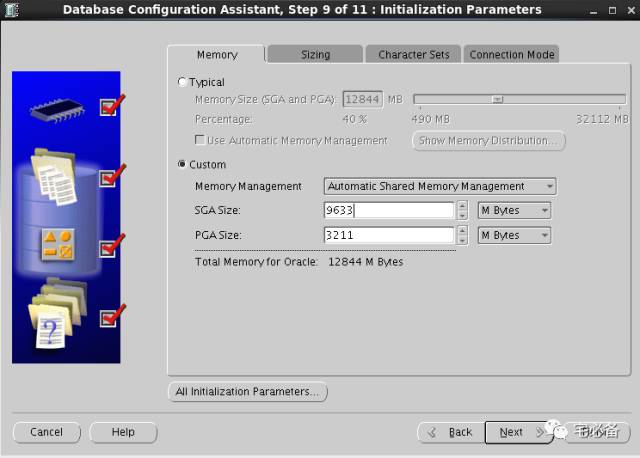 Database Configuration Assistant, Step 9 of 11 : Initialization Parameters
Memory
Sizing
Character Sets
Connection Mode
Typical
Memory Size (SGA and PGA): 12844 MB
Percentage: 40 % 490 MB 32112 MB
Use Automatic Memory Management
Show Memory Distribution...
Custom
Memory Management Automatic Shared Memory Management
SGA Size: 9633 M Bytes
PGA Size: 3211 M Bytes
Total Memory for Oracle: 12844 M Bytes
?
All Initialization Parameters...
Cancel
Help
Back
Next
宅必备